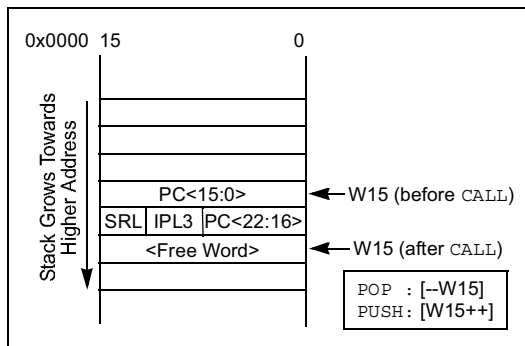 0x0000 15 0
Stack Grows Towards
Higher Address
PC<15:0>
W15 (before CALL)
SRL IPL3 PC<22:16>
<Free Word>
W15 (after CALL)
POP : [--W15]
PUSH: [W15++]